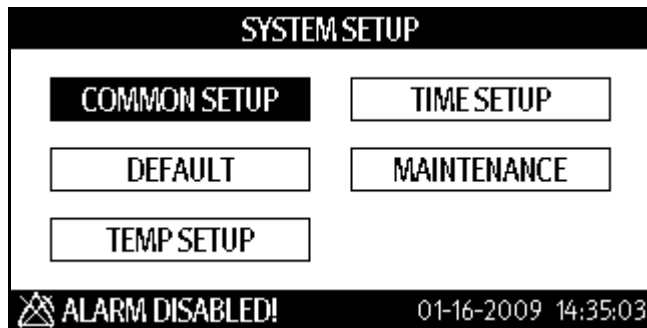 SYSTEM SETUP
COMMON SETUP TIME SETUP
DEFAULT MAINTENANCE
TEMP SETUP
ALARM DISABLED! 01-16-2009 14:35:03